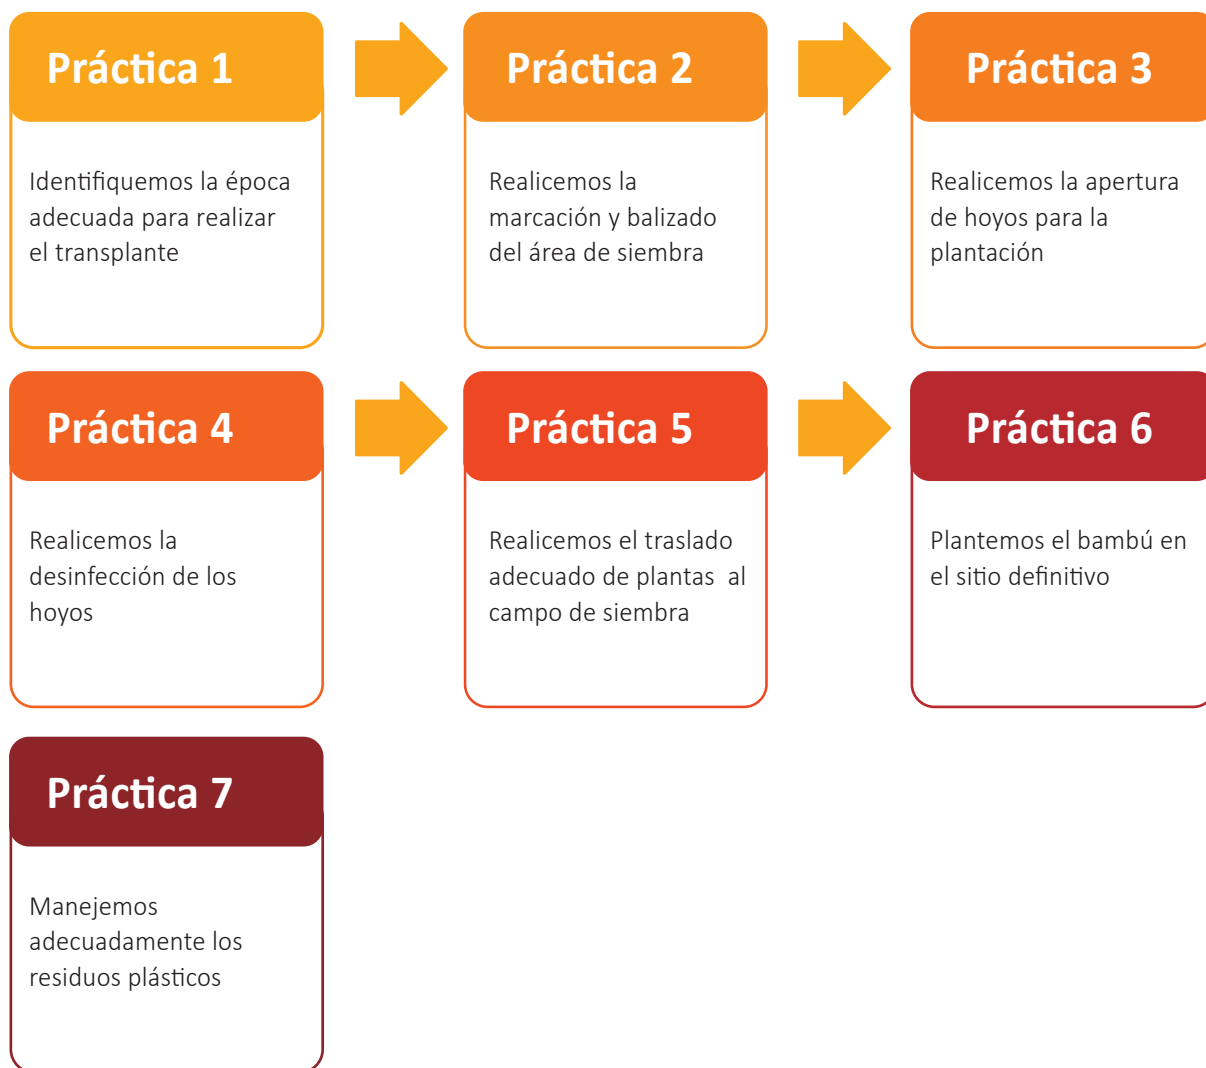 Práctica 1
Identifiquemos la época
adecuada para realizar
el transplante
Práctica 2
Realicemos la
marcación y balizado
del área de siembra
Práctica 3
Realicemos la apertura
de hoyos para la
plantación
Práctica 4
Realicemos la
desinfección de los
hoyos
Práctica 5
Realicemos el traslado
adecuado de plantas  al
campo de siembra
Práctica 6
Plantemos el bambú en
el sitio definitivo
Práctica 7
Manejemos
adecuadamente los
residuos plásticos